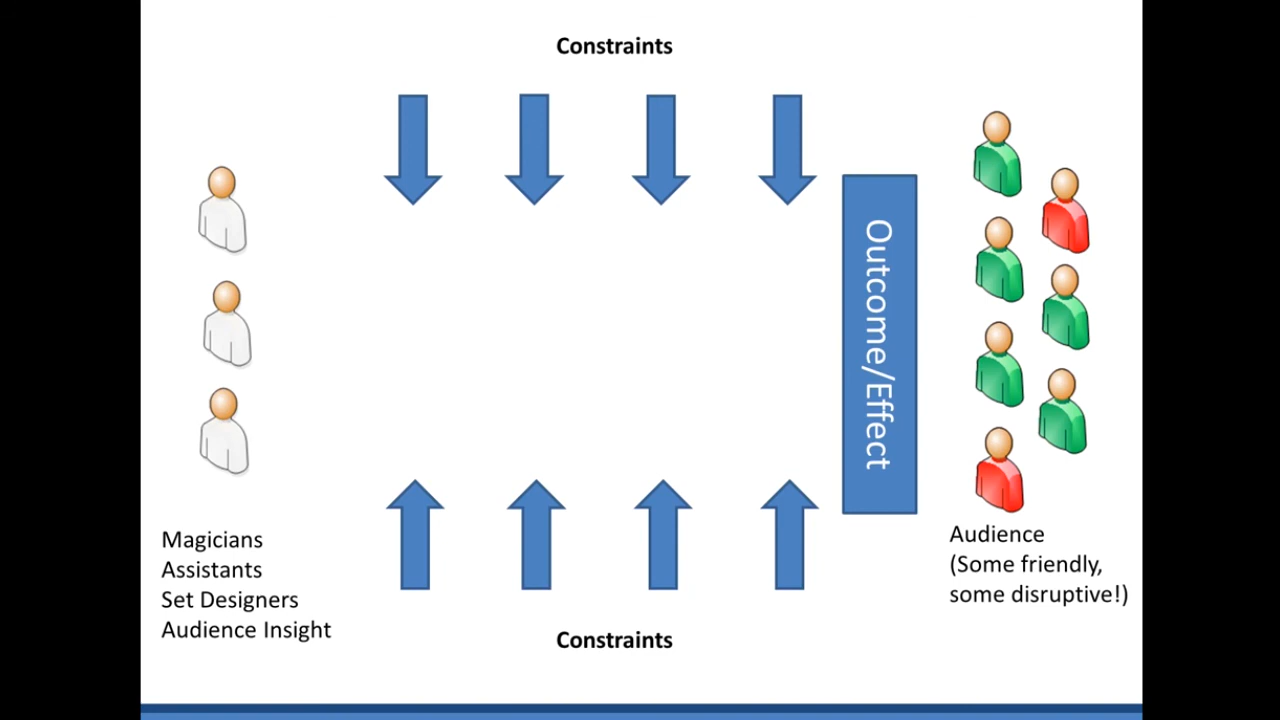 Constraints
Outcome/Effect
Magicians
Assistants
Set Designers
Audience Insight
Audience
(Some friendly,
some disruptive!)
Constraints